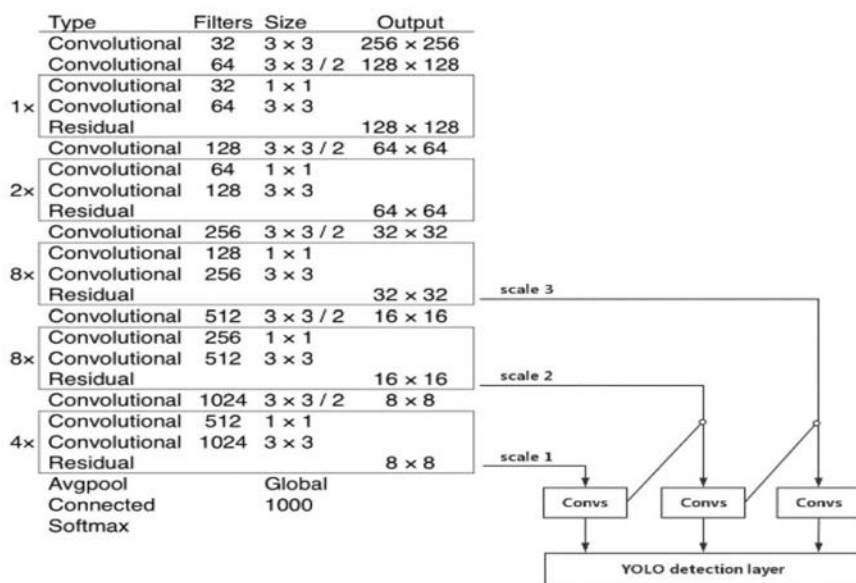 Type Filters Size Output
Convolutional 32 3 × 3 256 × 256
Convolutional 64 3 × 3 / 2 128 × 128
Convolutional 32 1 × 1
1× Convolutional 64 3 × 3
Residual 128 × 128
Convolutional 128 3 × 3 / 2 64 × 64
Convolutional 64 1 × 1
2× Convolutional 128 3 × 3
Residual 64 × 64
Convolutional 256 3 × 3 / 2 32 × 32
Convolutional 128 1 × 1
8× Convolutional 256 3 × 3
Residual 32 × 32 scale 3
Convolutional 512 3 × 3 / 2 16 × 16
Convolutional 256 1 × 1
8× Convolutional 512 3 × 3
Residual 16 × 16 scale 2
Convolutional 1024 3 × 3 / 2 8 × 8
Convolutional 512 1 × 1
4× Convolutional 1024 3 × 3
Residual 8 × 8 scale 1
Avgpool Global
Connected 1000
Softmax
Convs Convs Convs
YOLO detection layer